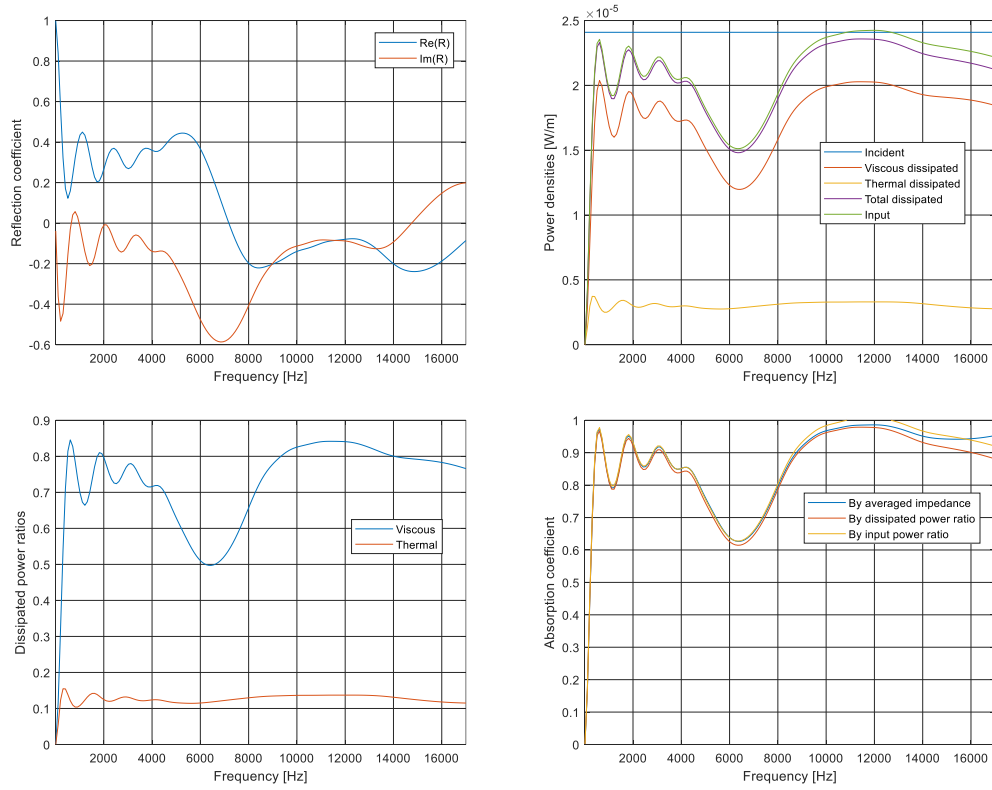 Reflection coefficient
1
0.8
0.6
0.4
0.2
0
-0.2
-0.4
-0.6
2000 4000 6000 8000 10000 12000 14000 16000
Frequency [Hz]
Re(R)
Im(R)
×10⁻⁵
Power densities [W/m]
2.5
2
1.5
1
0.5
0
2000 4000 6000 8000 10000 12000 14000 16000
Frequency [Hz]
Incident
Viscous dissipated
Thermal dissipated
Total dissipated
Input
Dissipated power ratios
0.9
0.8
0.7
0.6
0.5
0.4
0.3
0.2
0.1
0
2000 4000 6000 8000 10000 12000 14000 16000
Frequency [Hz]
Viscous
Thermal
Absorption coefficient
1
0.9
0.8
0.7
0.6
0.5
0.4
0.3
0.2
0.1
0
2000 4000 6000 8000 10000 12000 14000 16000
Frequency [Hz]
By averaged impedance
By dissipated power ratio
By input power ratio